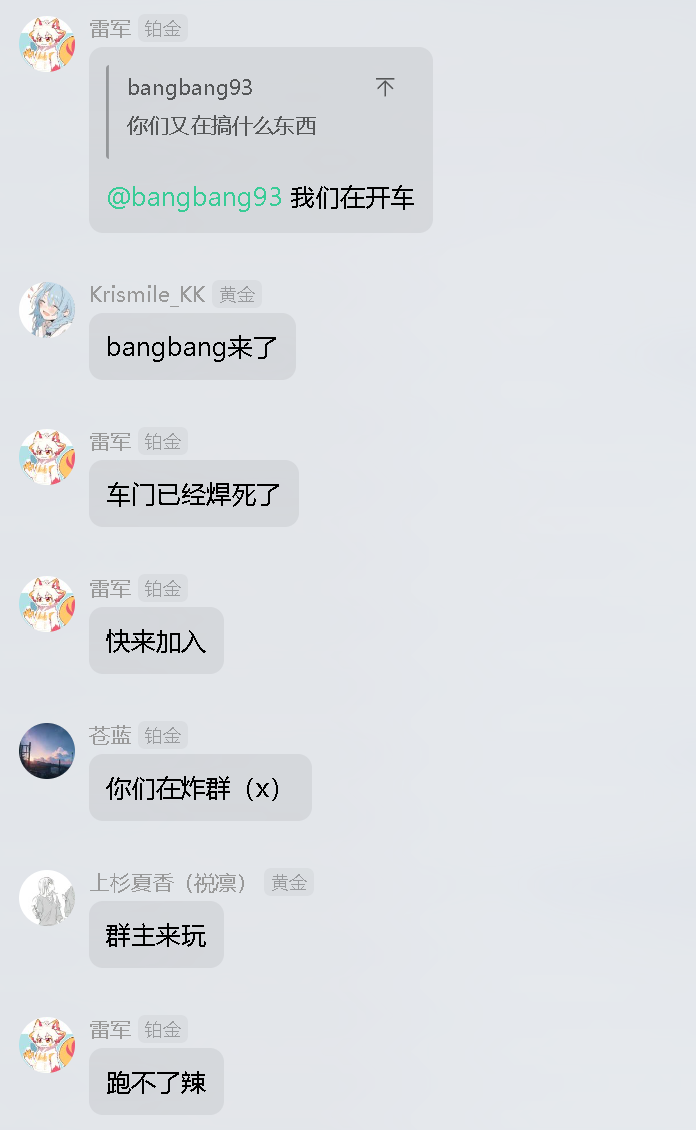 雷军 铂金
bangbang93
你们又在搞什么东西
@bangbang93 我们在开车
Krismile_KK 黄金
bangbang来了
雷军 铂金
车门已经焊死了
雷军 铂金
快来加入
苍蓝 铂金
你们在炸群（x）
上杉夏香（祱凛） 黄金
群主来玩
雷军 铂金
跑不了辣